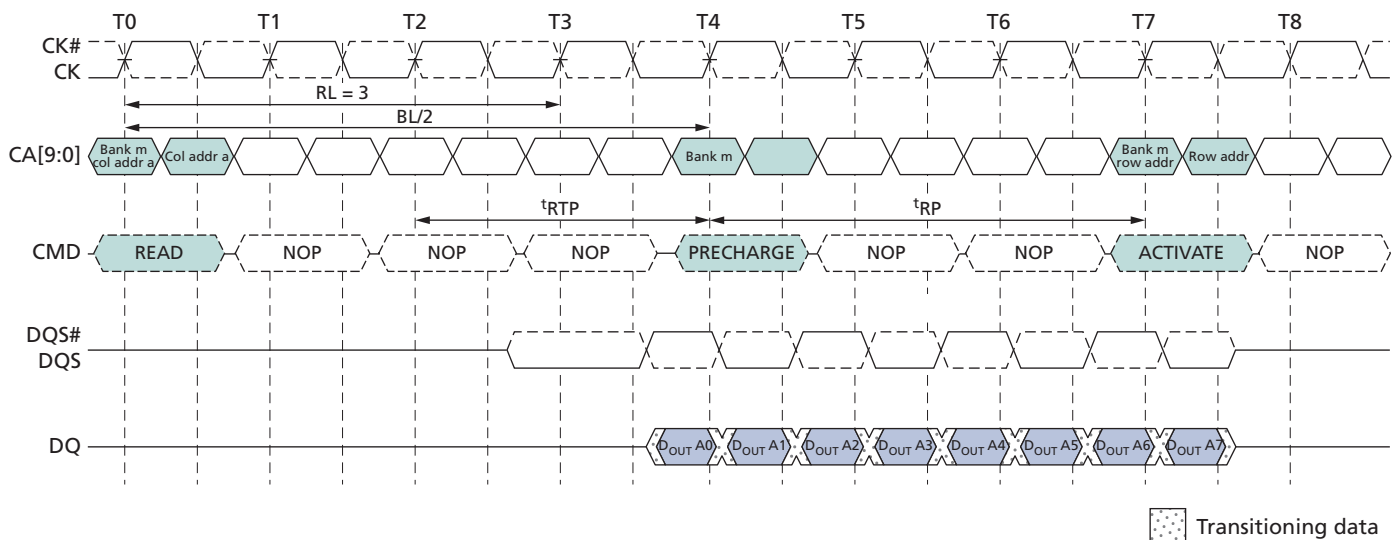 T0 T1 T2 T3 T4 T5 T6 T7 T8
CK#
CK
RL = 3
BL/2
CA[9:0] Bank m col addr a Col addr a Bank m Bank m row addr Row addr
tRTP tRP
CMD READ NOP NOP NOP PRECHARGE NOP NOP ACTIVATE NOP
DQS#
DQS
DQ DOUT A0 DOUT A1 DOUT A2 DOUT A3 DOUT A4 DOUT A5 DOUT A6 DOUT A7
Transitioning data